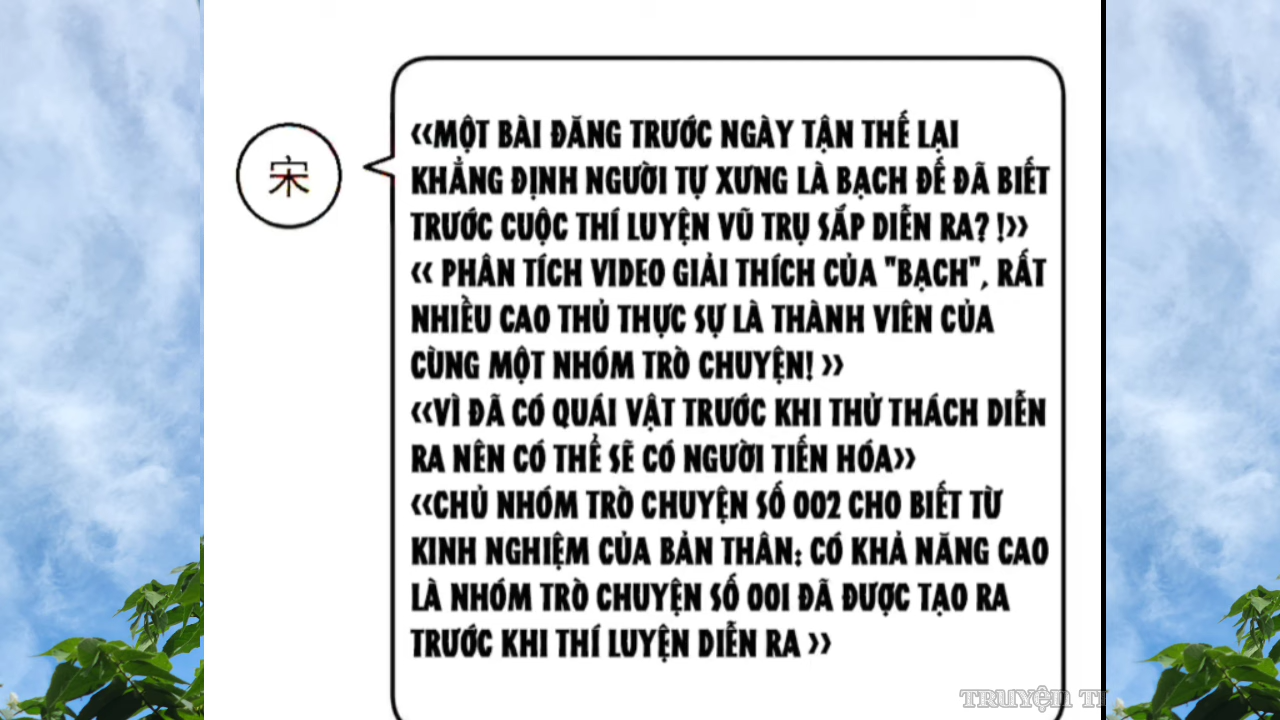 宋
<<MỘT BÀI ĐĂNG TRƯỚC NGÀY TẬN THẾ LẠI
KHẲNG ĐỊNH NGƯỜI TỰ XƯNG LÀ BẠCH ĐẾ ĐÃ BIẾT
TRƯỚC CUỘC THÍ LUYỆN VŨ TRỤ SẮP DIỄN RA? !>>
<< PHÂN TÍCH VIDEO GIẢI THÍCH CỦA "BẠCH", RẤT
NHIỀU CAO THỦ THỰC SỰ LÀ THÀNH VIÊN CỦA
CÙNG MỘT NHÓM TRÒ CHUYỆN! >>
<<VÌ ĐÃ CÓ QUÁI VẬT TRƯỚC KHI THỬ THÁCH DIỄN
RA NÊN CÓ THỂ SẼ CÓ NGƯỜI TIẾN HÓA>>
<<CHỦ NHÓM TRÒ CHUYỆN SỐ 002 CHO BIẾT TỪ
KINH NGHIỆM CỦA BẢN THÂN: CÓ KHẢ NĂNG CAO
LÀ NHÓM TRÒ CHUYỆN SỐ 001 ĐÃ ĐƯỢC TẠO RA
TRƯỚC KHI THÍ LUYỆN DIỄN RA >>
TRUYỆN TI